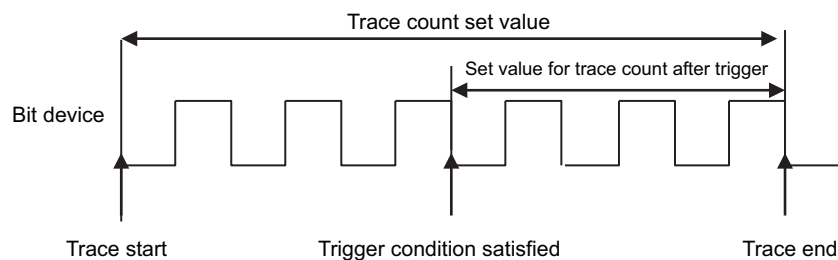 Trace count set value
Set value for trace count after trigger
Bit device
Trace start
Trigger condition satisfied
Trace end